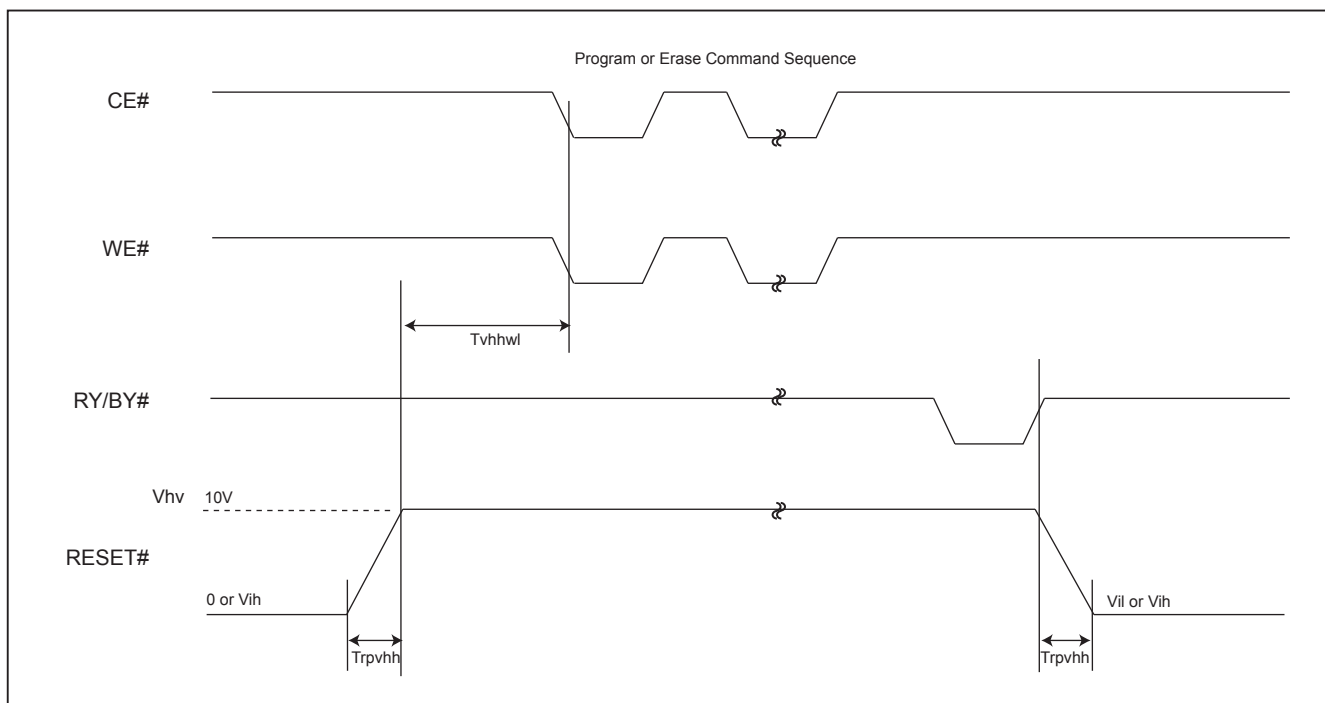 Program or Erase Command Sequence
CE#
WE#
Tvhhwl
RY/BY#
Vhv 10V
RESET#
0 or Vih
Vil or Vih
Trpvhh
Trpvhh